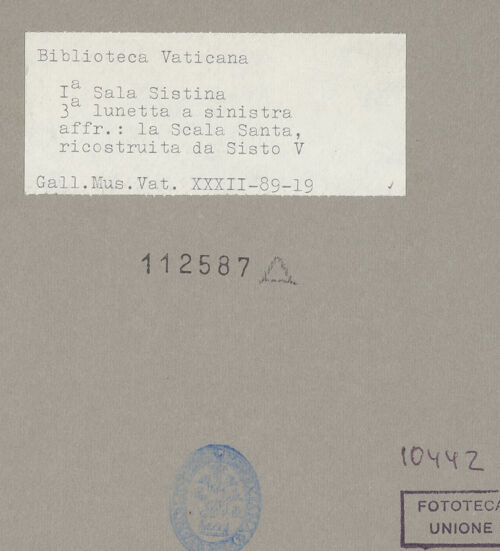 Biblioteca Vaticana
Iª Sala Sistina
3ª lunetta a sinistra
affr.: la Scala Santa,
ricostruita da Sisto V
Gall.Mus.Vat. XXXII-89-19
112587
10442
FOTOTECA
UNIONE